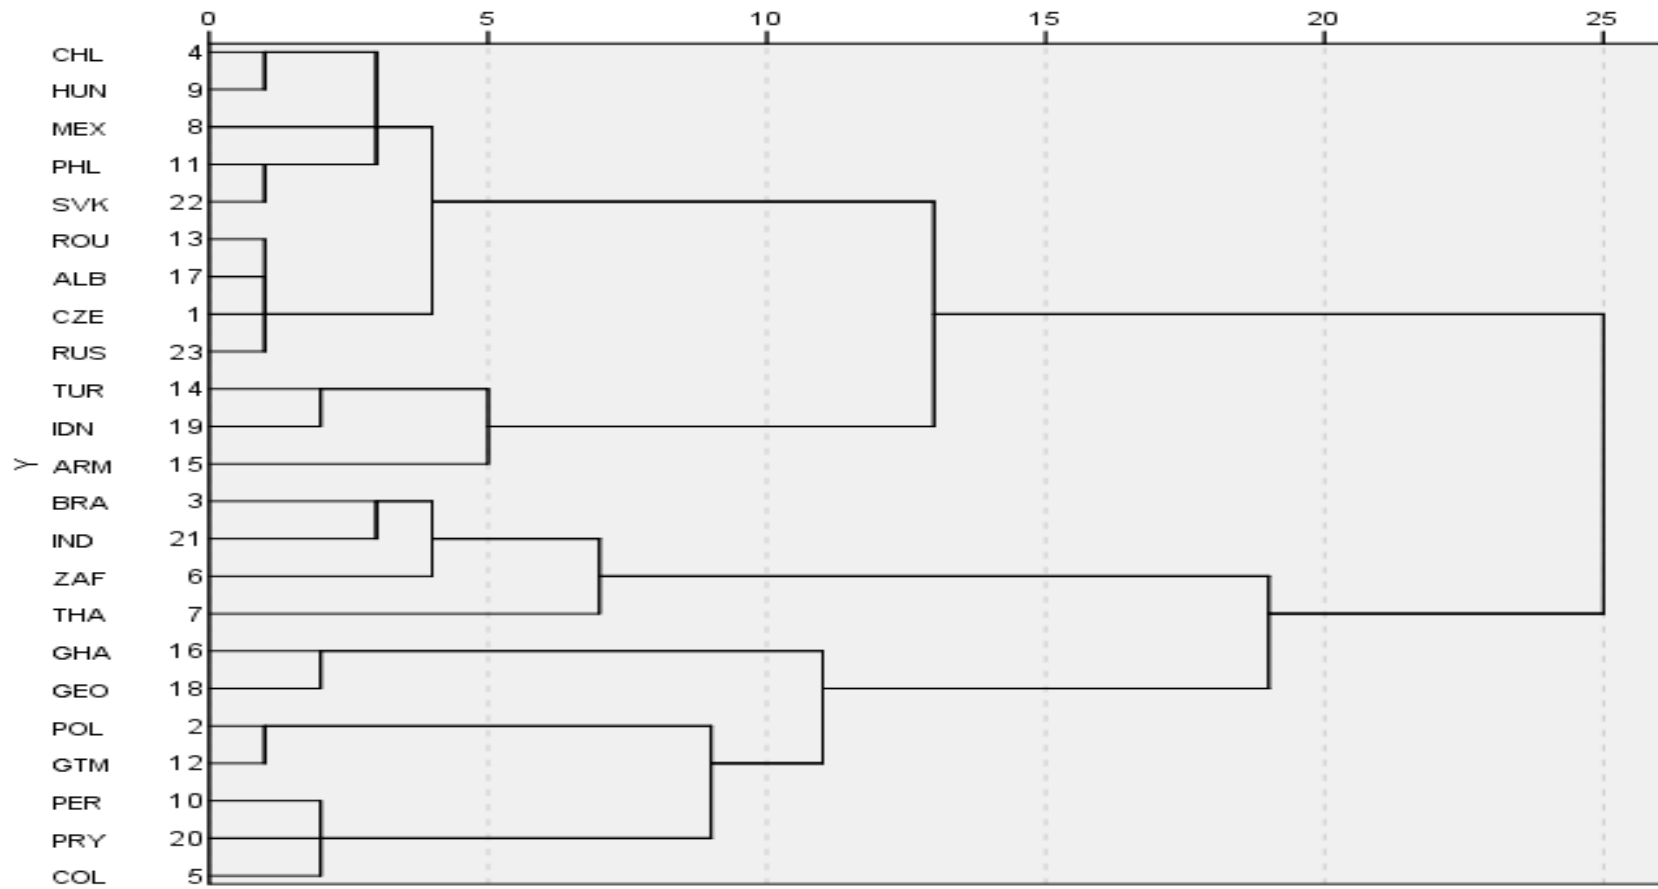 0 5 10 15 20 25
CHL 4
HUN 9
MEX 8
PHL 11
SVK 22
ROU 13
ALB 17
CZE 1
RUS 23
TUR 14
IDN 19
Y ARM 15
BRA 3
IND 21
ZAF 6
THA 7
GHA 16
GEO 18
POL 2
GTM 12
PER 10
PRY 20
COL 5